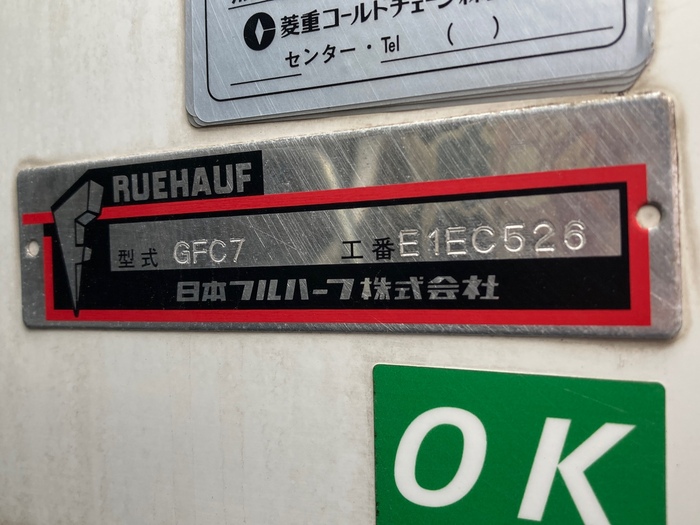 菱重コールドチェーン株
センター・Tel ( )
RUEHAUF
型式 GFC7 工番 E1EC526
日本フルハーフ株式会社
OK